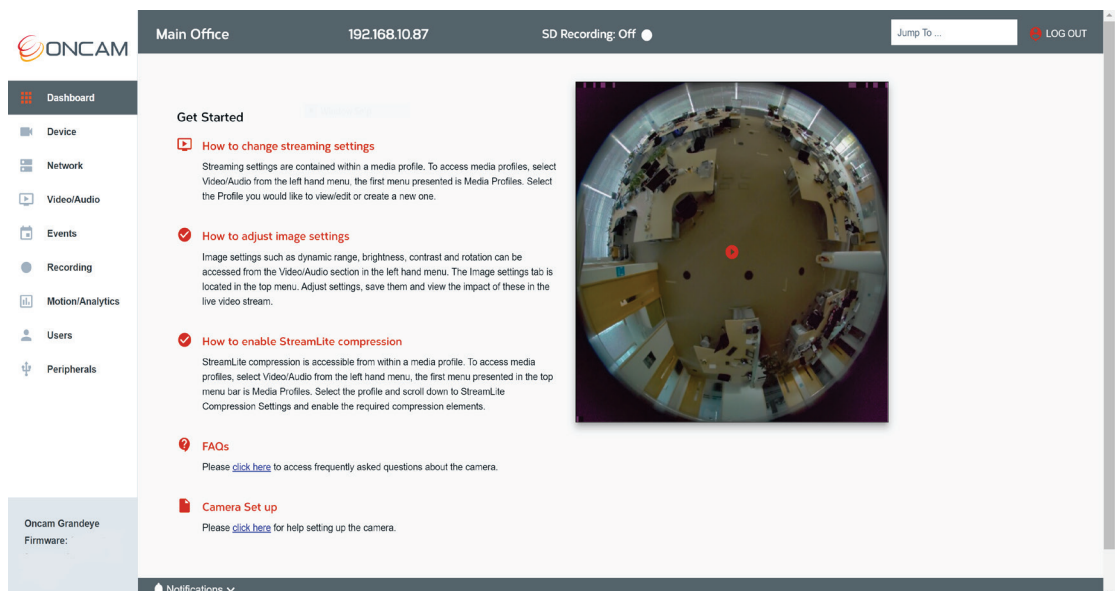 ONCAM
Main Office
192.168.10.87
SD Recording: Off
Jump To ...
LOG OUT
Dashboard
Device
Network
Video/Audio
Events
Recording
Motion/Analytics
Users
Peripherals
Oncam Grandeye
Firmware:
Get Started
How to change streaming settings
Streaming settings are contained within a media profile. To access media profiles, select
Video/Audio from the left hand menu, the first menu presented is Media Profiles. Select
the Profile you would like to view/edit or create a new one.
How to adjust image settings
Image settings such as dynamic range, brightness, contrast and rotation can be
accessed from the Video/Audio section in the left hand menu. The Image settings tab is
located in the top menu. Adjust settings, save them and view the impact of these in the
live video stream.
How to enable StreamLite compression
StreamLite compression is accessible from within a media profile. To access media
profiles, select Video/Audio from the left hand menu, the first menu presented in the top
menu bar is Media Profiles. Select the profile and scroll down to StreamLite
Compression Settings and enable the required compression elements.
FAQs
Please click here to access frequently asked questions about the camera.
Camera Set up
Please click here for help setting up the camera.
Notifications